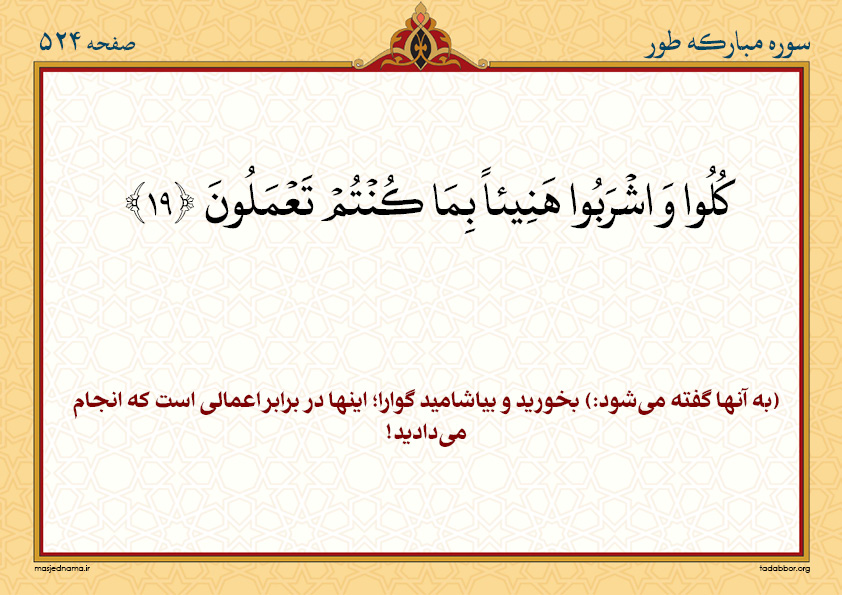 سوره مبارکه طور
صفحه ۵۲۴
کُلُوا وَ اشْرَبُوا هَنِيئاً بِمَا کُنْتُمْ تَعْمَلُونَ ﴿۱۹﴾
(به آنها گفته می‌شود:) بخورید و بیاشامید گوارا؛ اینها در برابر اعمالی است که انجام
می‌دادید!
masjednama.ir
tadabbor.org